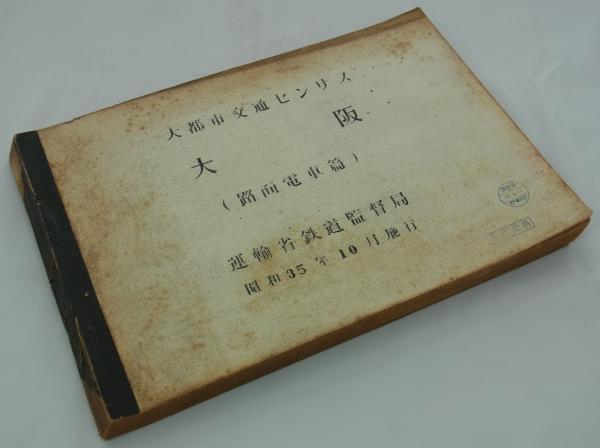 大都市交通センサス
大阪
(路面電車篇)
運輸省鉄道監督局
昭和35年10月施行